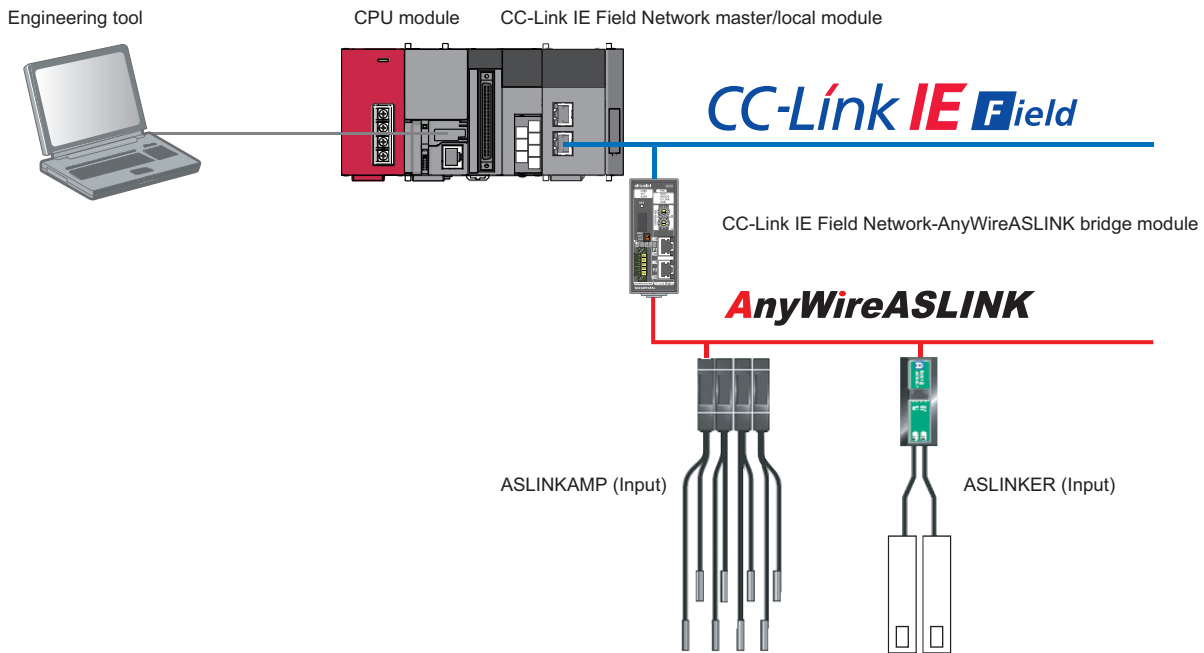 Engineering tool
CPU module
CC-Link IE Field Network master/local module
CC-Link IE Field
CC-Link IE Field Network-AnyWireASLINK bridge module
AnyWireASLINK
ASLINKAMP (Input)
ASLINKER (Input)